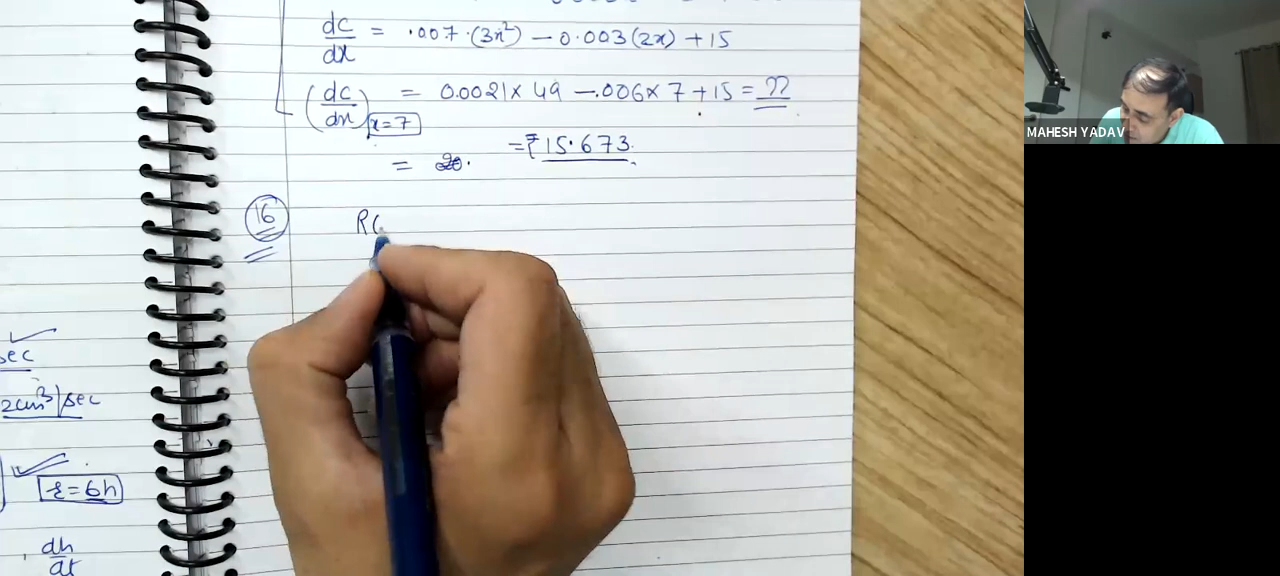 dc/dx = .007.(3x²) - 0.003(2x) + 15
(dc/dx)x=7 = 0.0021 x 49 - .006 x 7 + 15 = ??
= ₹15.673.
=
16
R(
sec
2cm³/sec
r=6h
dh/dt
MAHESH YADAV